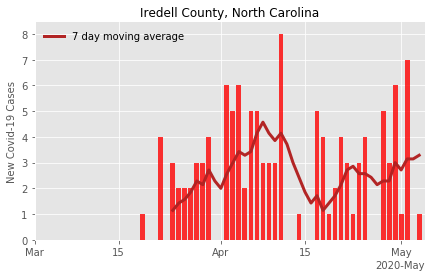 Iredell County, North Carolina
7 day moving average
New Covid-19 Cases
8
7
6
5
4
3
2
1
0
Mar 15 Apr 15 May
2020-May